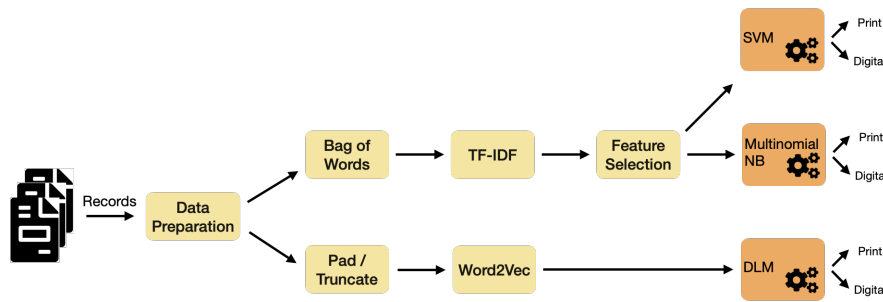 SVM
Print
Digita
Bag of
Words
TF-IDF
Feature
Selection
Multinomial
NB
Print
Digita
Records
Data
Preparation
Pad /
Truncate
Word2Vec
DLM
Print
Digita